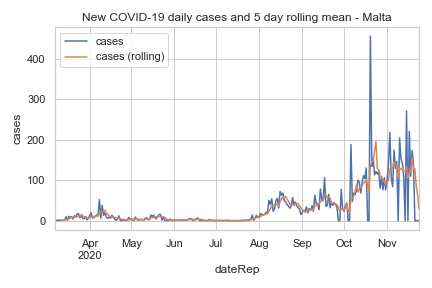 New COVID-19 daily cases and 5 day rolling mean - Malta
cases
cases (rolling)
400
300
200
100
0
cases
Apr May Jun Jul Aug Sep Oct Nov
2020
dateRep